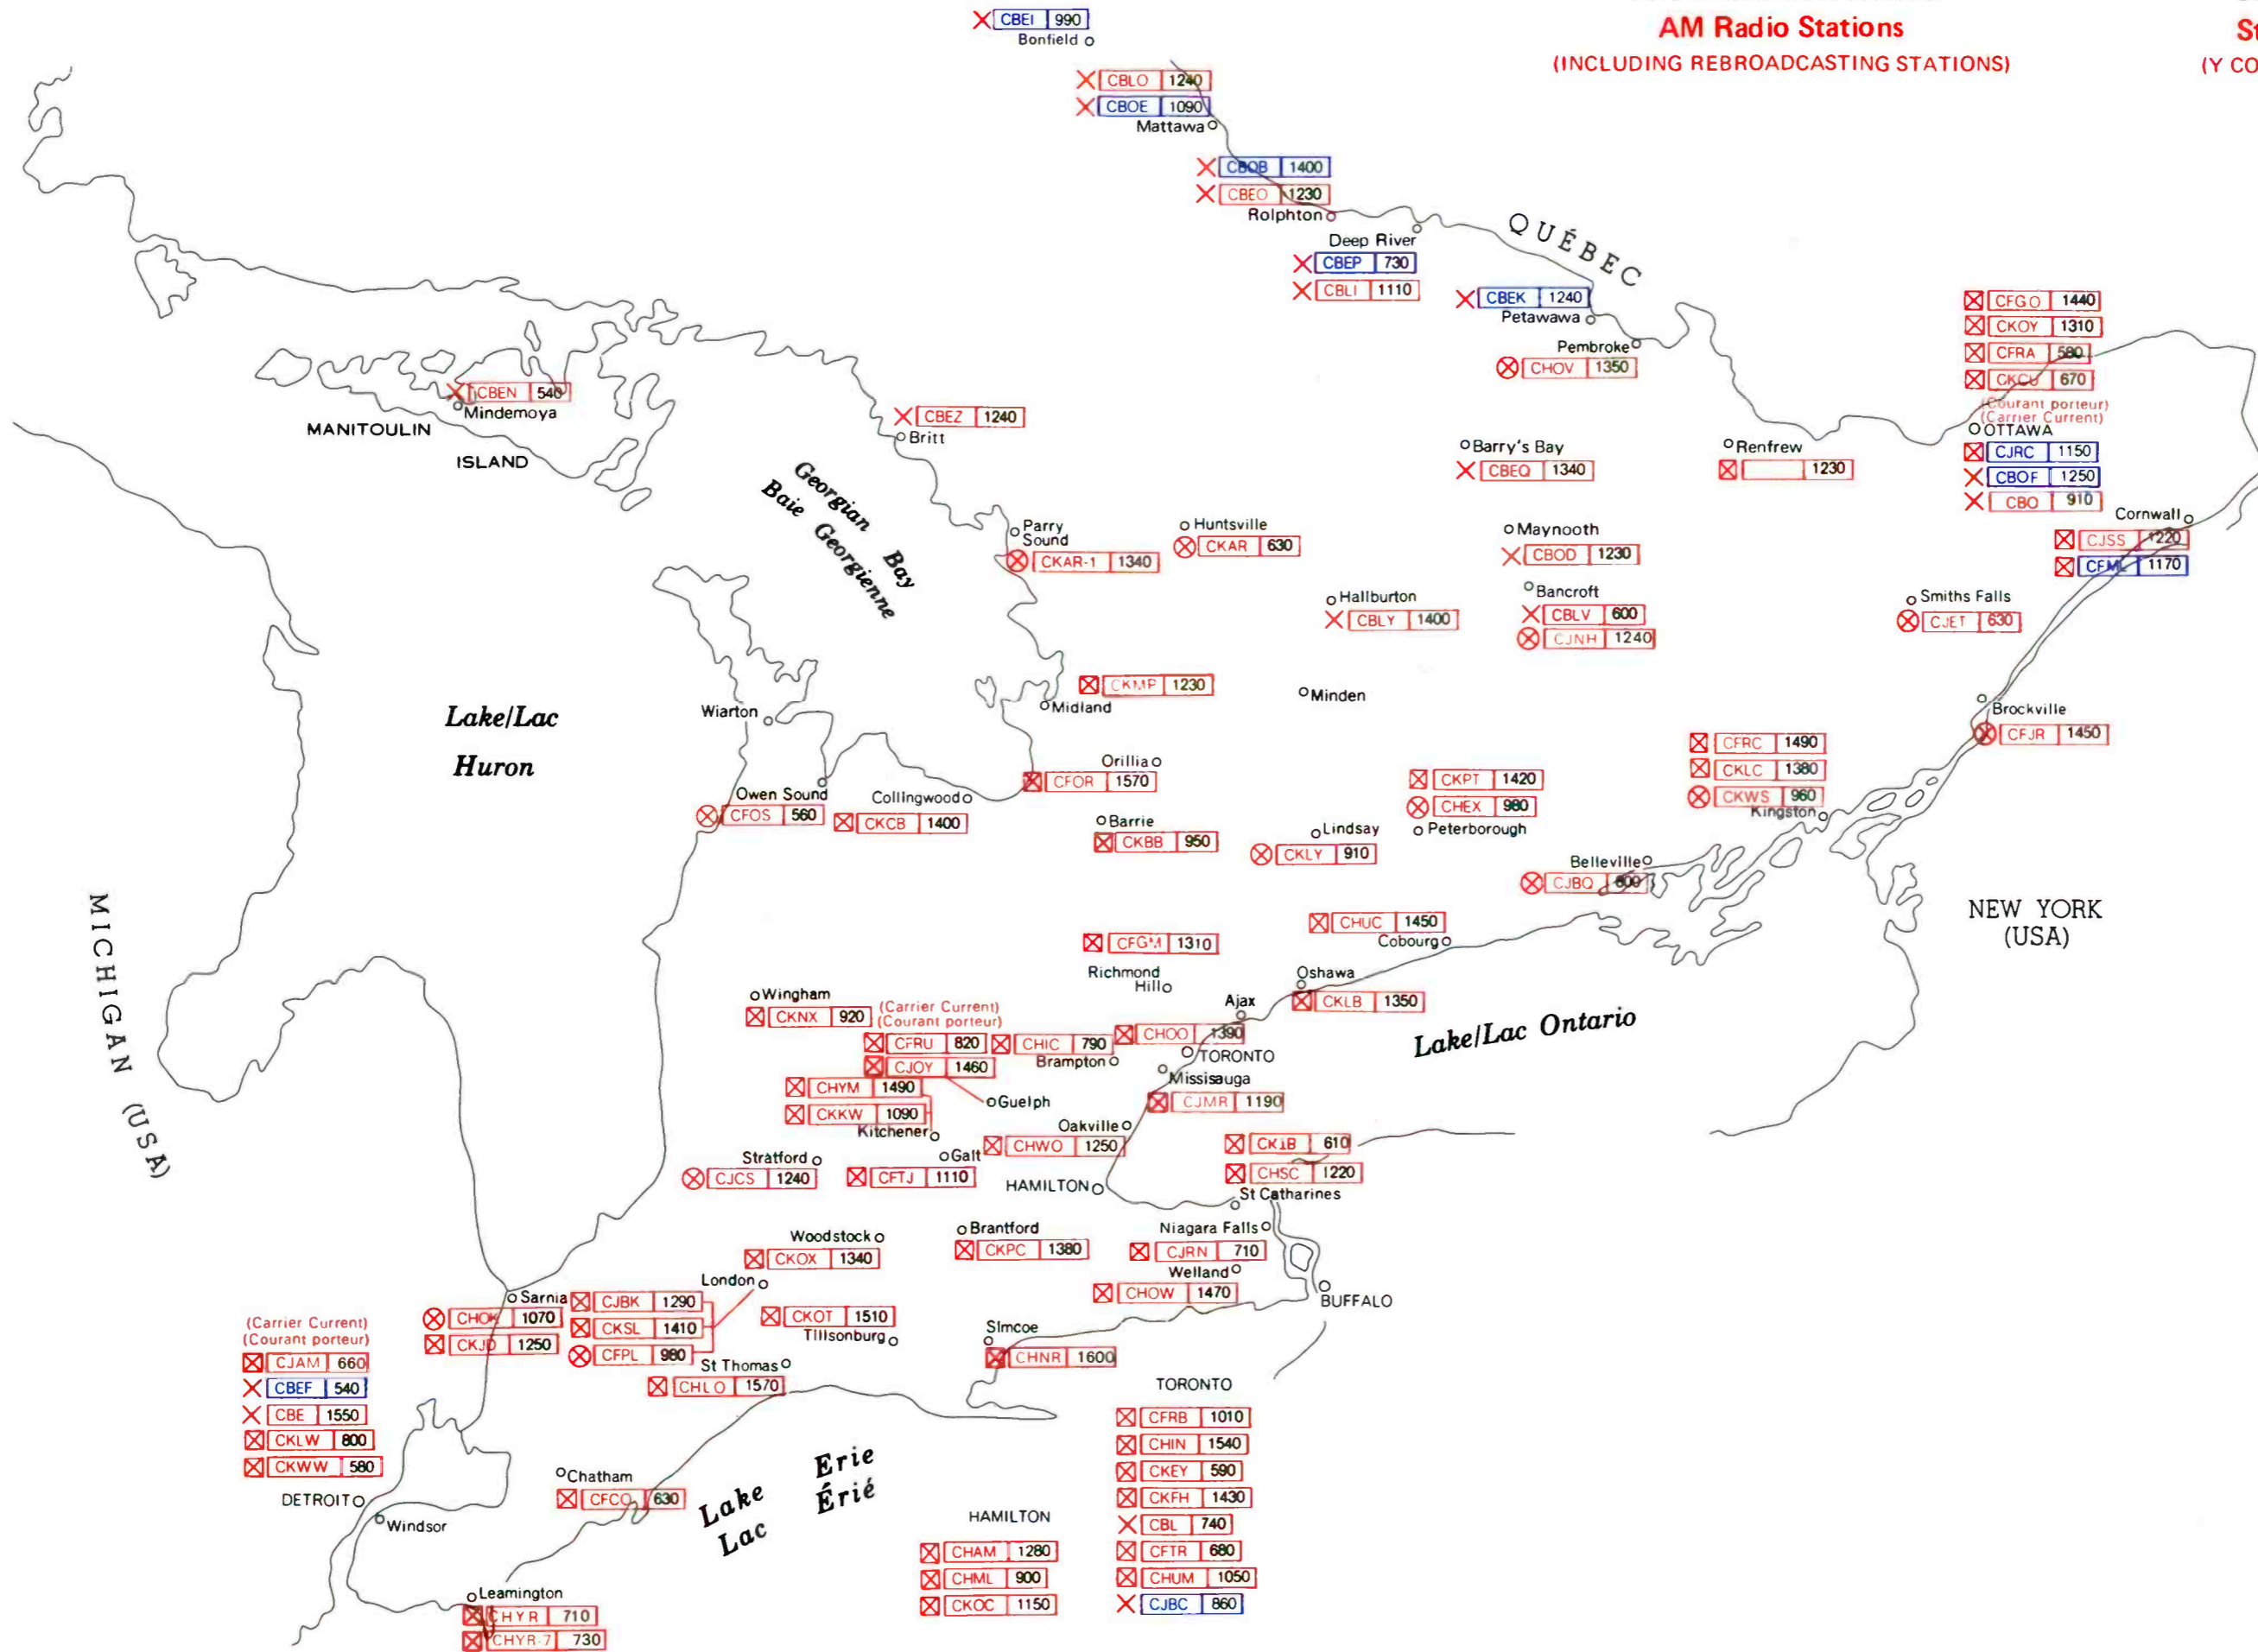 AM Radio Stations
(INCLUDING REBROADCASTING STATIONS)
(Y CO
CBEI 990
Bonfield
CBLO 1240
CBOE 1090
Mattawa
CBOB 1400
CBEO 1230
Rolphton
Deep River
CBEP 730
CBLI 1110
QUÉBEC
CBEK 1240
Petawawa
Pembroke
CHOV 1350
CFGO 1440
CKOY 1310
CFRA 580
CKCU 670
(Courant porteur)
(Carrier Current)
OTTAWA
CJRC 1150
CBOF 1250
CBO 910
CBEN 540
Mindemoya
MANITOULIN
ISLAND
CBEZ 1240
Britt
Barry's Bay
CBEQ 1340
Renfrew
1230
Georgian Bay
Baie Georgienne
Parry
Sound
CKAR-1 1340
Huntsville
CKAR 630
Maynooth
CBOD 1230
Cornwall
CJSS 1220
CFML 1170
Haliburton
CBLY 1400
Bancroft
CBLV 600
CJNH 1240
Smiths Falls
CJET 630
CKMP 1230
Midland
Minden
Lake/Lac
Huron
Wiarton
Brockville
CFJR 1450
CFRC 1490
CKLC 1380
CKWS 960
Kingston
Orillia
CFOR 1570
CKPT 1420
CHEX 980
Peterborough
Owen Sound
CFOS 560
Collingwood
CKCB 1400
Barrie
CKBB 950
Lindsay
CKLY 910
Belleville
CJBQ 800
MICHIGAN (USA)
NEW YORK
(USA)
CHUC 1450
Cobourg
CFGM 1310
Richmond
Hill
Oshawa
CKLB 1350
Ajax
CHOO 1390
TORONTO
Lake/Lac Ontario
Wingham
CKNX 920
(Carrier Current)
(Courant porteur)
CFRU 820
CJOY 1460
CHIC 790
Brampton
Guelph
CHYM 1490
CKKW 1090
Kitchener
Missisauga
CJMR 1190
Oakville
CHWO 1250
Galt
CFTJ 1110
Stratford
CJCS 1240
HAMILTON
CKTB 610
CHSC 1220
St Catharines
Woodstock
CKOX 1340
Brantford
CKPC 1380
Niagara Falls
CJRN 710
Welland
CHOW 1470
BUFFALO
London
CJBK 1290
CKSL 1410
CFPL 980
Sarnia
CHOK 1070
CKJD 1250
CKOT 1510
Tillsonburg
Simcoe
CHNR 1600
St Thomas
CHLO 1570
(Carrier Current)
(Courant porteur)
CJAM 660
CBEF 540
CBE 1550
CKLW 800
CKWW 580
DETROIT
Windsor
Chatham
CFCO 630
Lake Erie
Lac Érié
Leamington
CHYR 710
CHYR-7 730
HAMILTON
CHAM 1280
CHML 900
CKOC 1150
TORONTO
CFRB 1010
CHIN 1540
CKEY 590
CKFH 1430
CBL 740
CFTR 680
CHUM 1050
CJBC 860